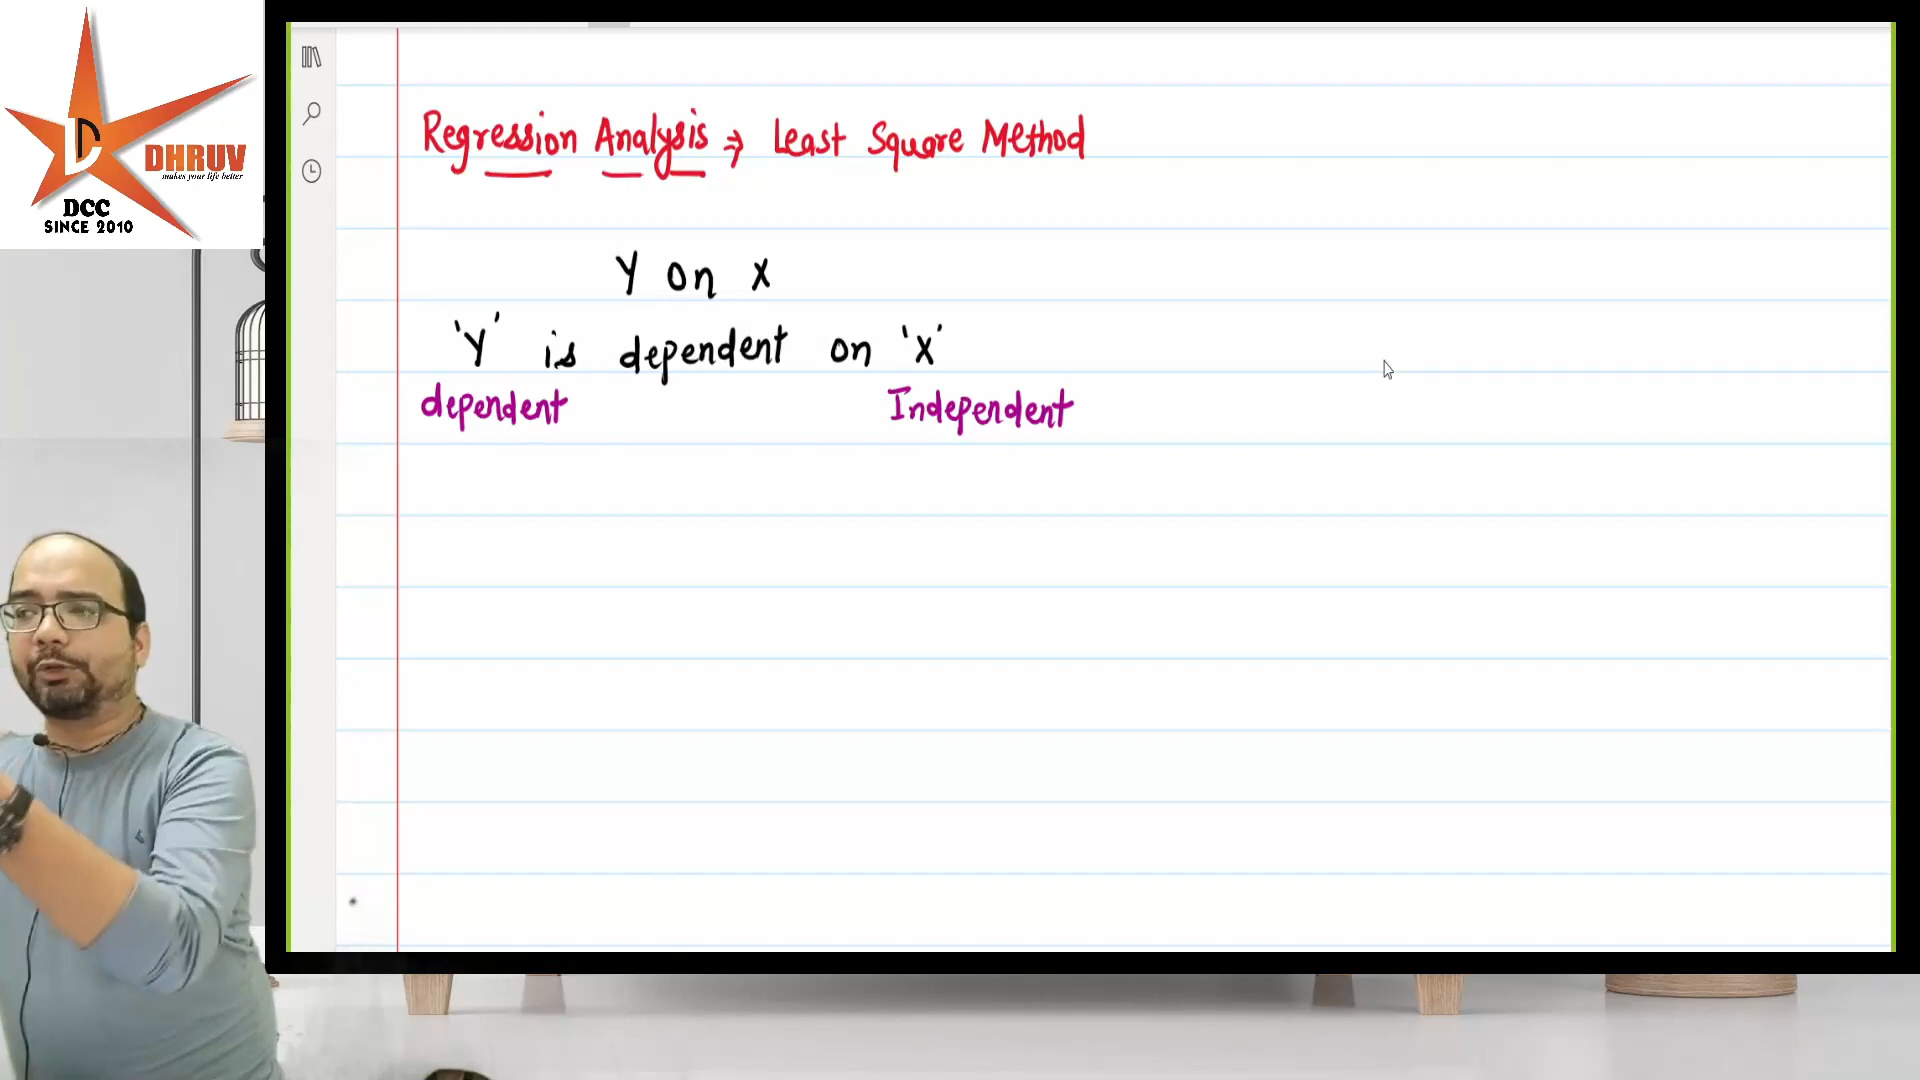 DHRUV
makes your life better
DCC
SINCE 2010
Regression Analysis ⇒ Least Square Method
Y on X
'Y' is dependent on 'X'
dependent Independent